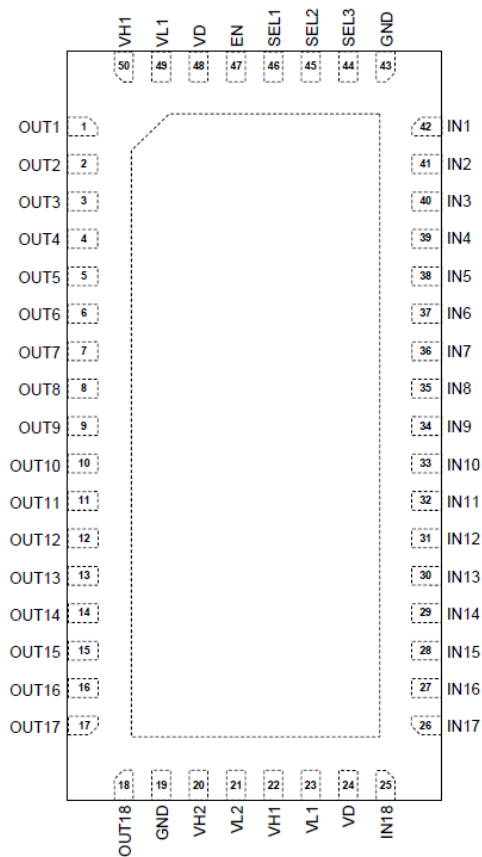 VH1 VL1 VD EN SEL1 SEL2 SEL3 GND
50 49 48 47 46 45 44 43
OUT1 1 42 IN1
OUT2 2 41 IN2
OUT3 3 40 IN3
OUT4 4 39 IN4
OUT5 5 38 IN5
OUT6 6 37 IN6
OUT7 7 36 IN7
OUT8 8 35 IN8
OUT9 9 34 IN9
OUT10 10 33 IN10
OUT11 11 32 IN11
OUT12 12 31 IN12
OUT13 13 30 IN13
OUT14 14 29 IN14
OUT15 15 28 IN15
OUT16 16 27 IN16
OUT17 17 26 IN17
18 19 20 21 22 23 24 25
OUT18 GND VH2 VL2 VH1 VL1 VD IN18